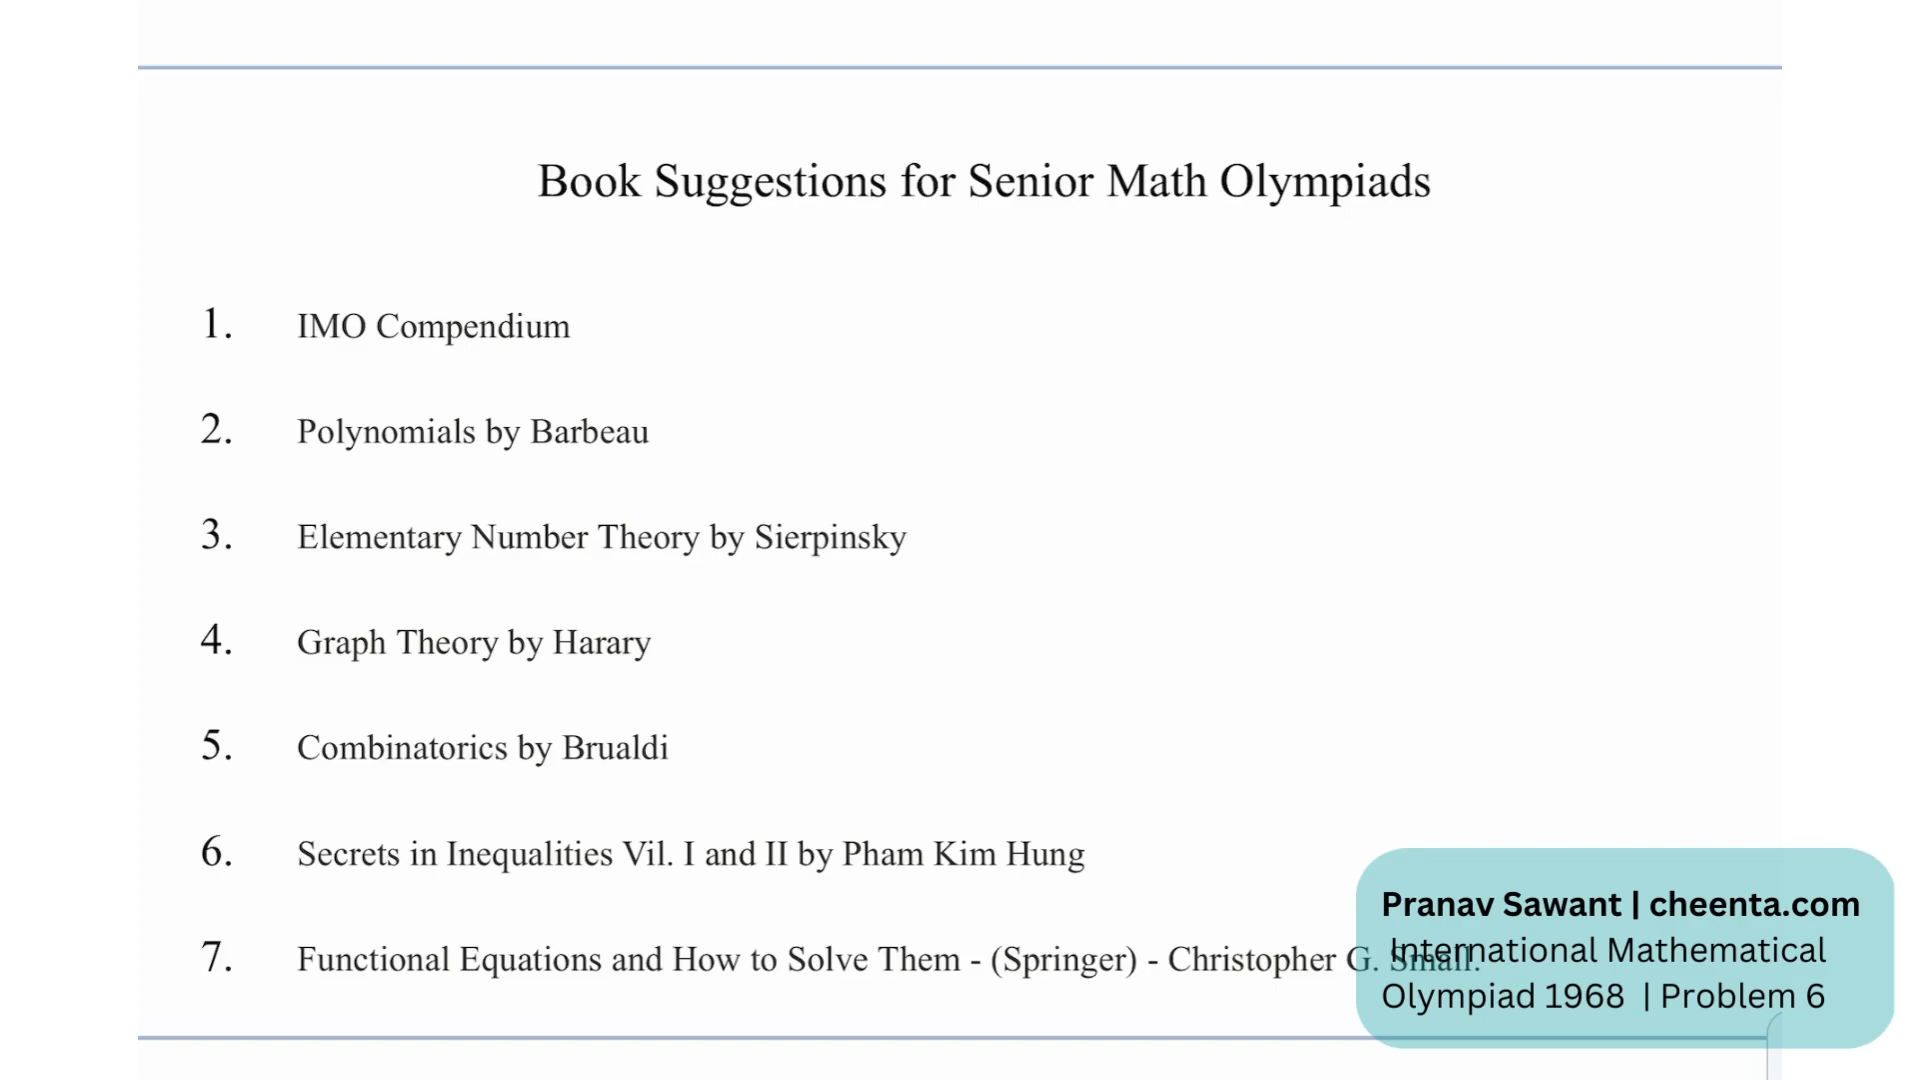 Book Suggestions for Senior Math Olympiads
1. IMO Compendium
2. Polynomials by Barbeau
3. Elementary Number Theory by Sierpinsky
4. Graph Theory by Harary
5. Combinatorics by Brualdi
6. Secrets in Inequalities Vil. I and II by Pham Kim Hung
7. Functional Equations and How to Solve Them - (Springer) - Christopher G. Small.
Pranav Sawant | cheenta.com
International Mathematical
Olympiad 1968 | Problem 6